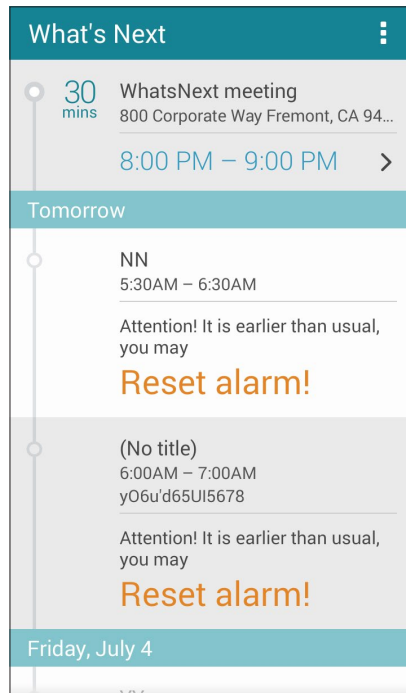 What's Next
30
mins
WhatsNext meeting
800 Corporate Way Fremont, CA 94...
8:00 PM – 9:00 PM
Tomorrow
NN
5:30AM – 6:30AM
Attention! It is earlier than usual,
you may
Reset alarm!
(No title)
6:00AM – 7:00AM
yO6u'd65UI5678
Attention! It is earlier than usual,
you may
Reset alarm!
Friday, July 4